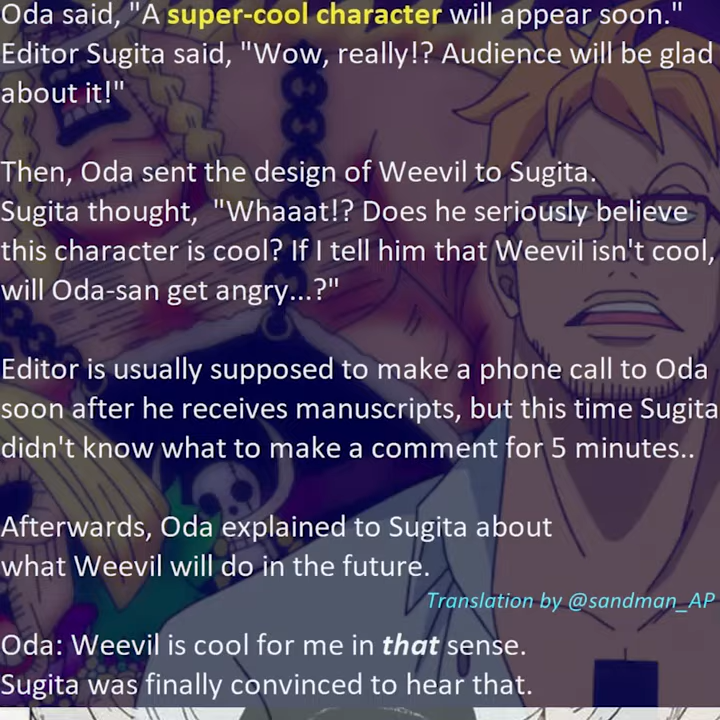 Oda said, "A super-cool character will appear soon."
Editor Sugita said, "Wow, really!? Audience will be glad
about it!"
Then, Oda sent the design of Weevil to Sugita.
Sugita thought,  "Whaaat!? Does he seriously believe
this character is cool? If I tell him that Weevil isn't cool,
will Oda-san get angry...?"
Editor is usually supposed to make a phone call to Oda
soon after he receives manuscripts, but this time Sugita
didn't know what to make a comment for 5 minutes..
Afterwards, Oda explained to Sugita about
what Weevil will do in the future.
Translation by @sandman_AP
Oda: Weevil is cool for me in that sense.
Sugita was finally convinced to hear that.